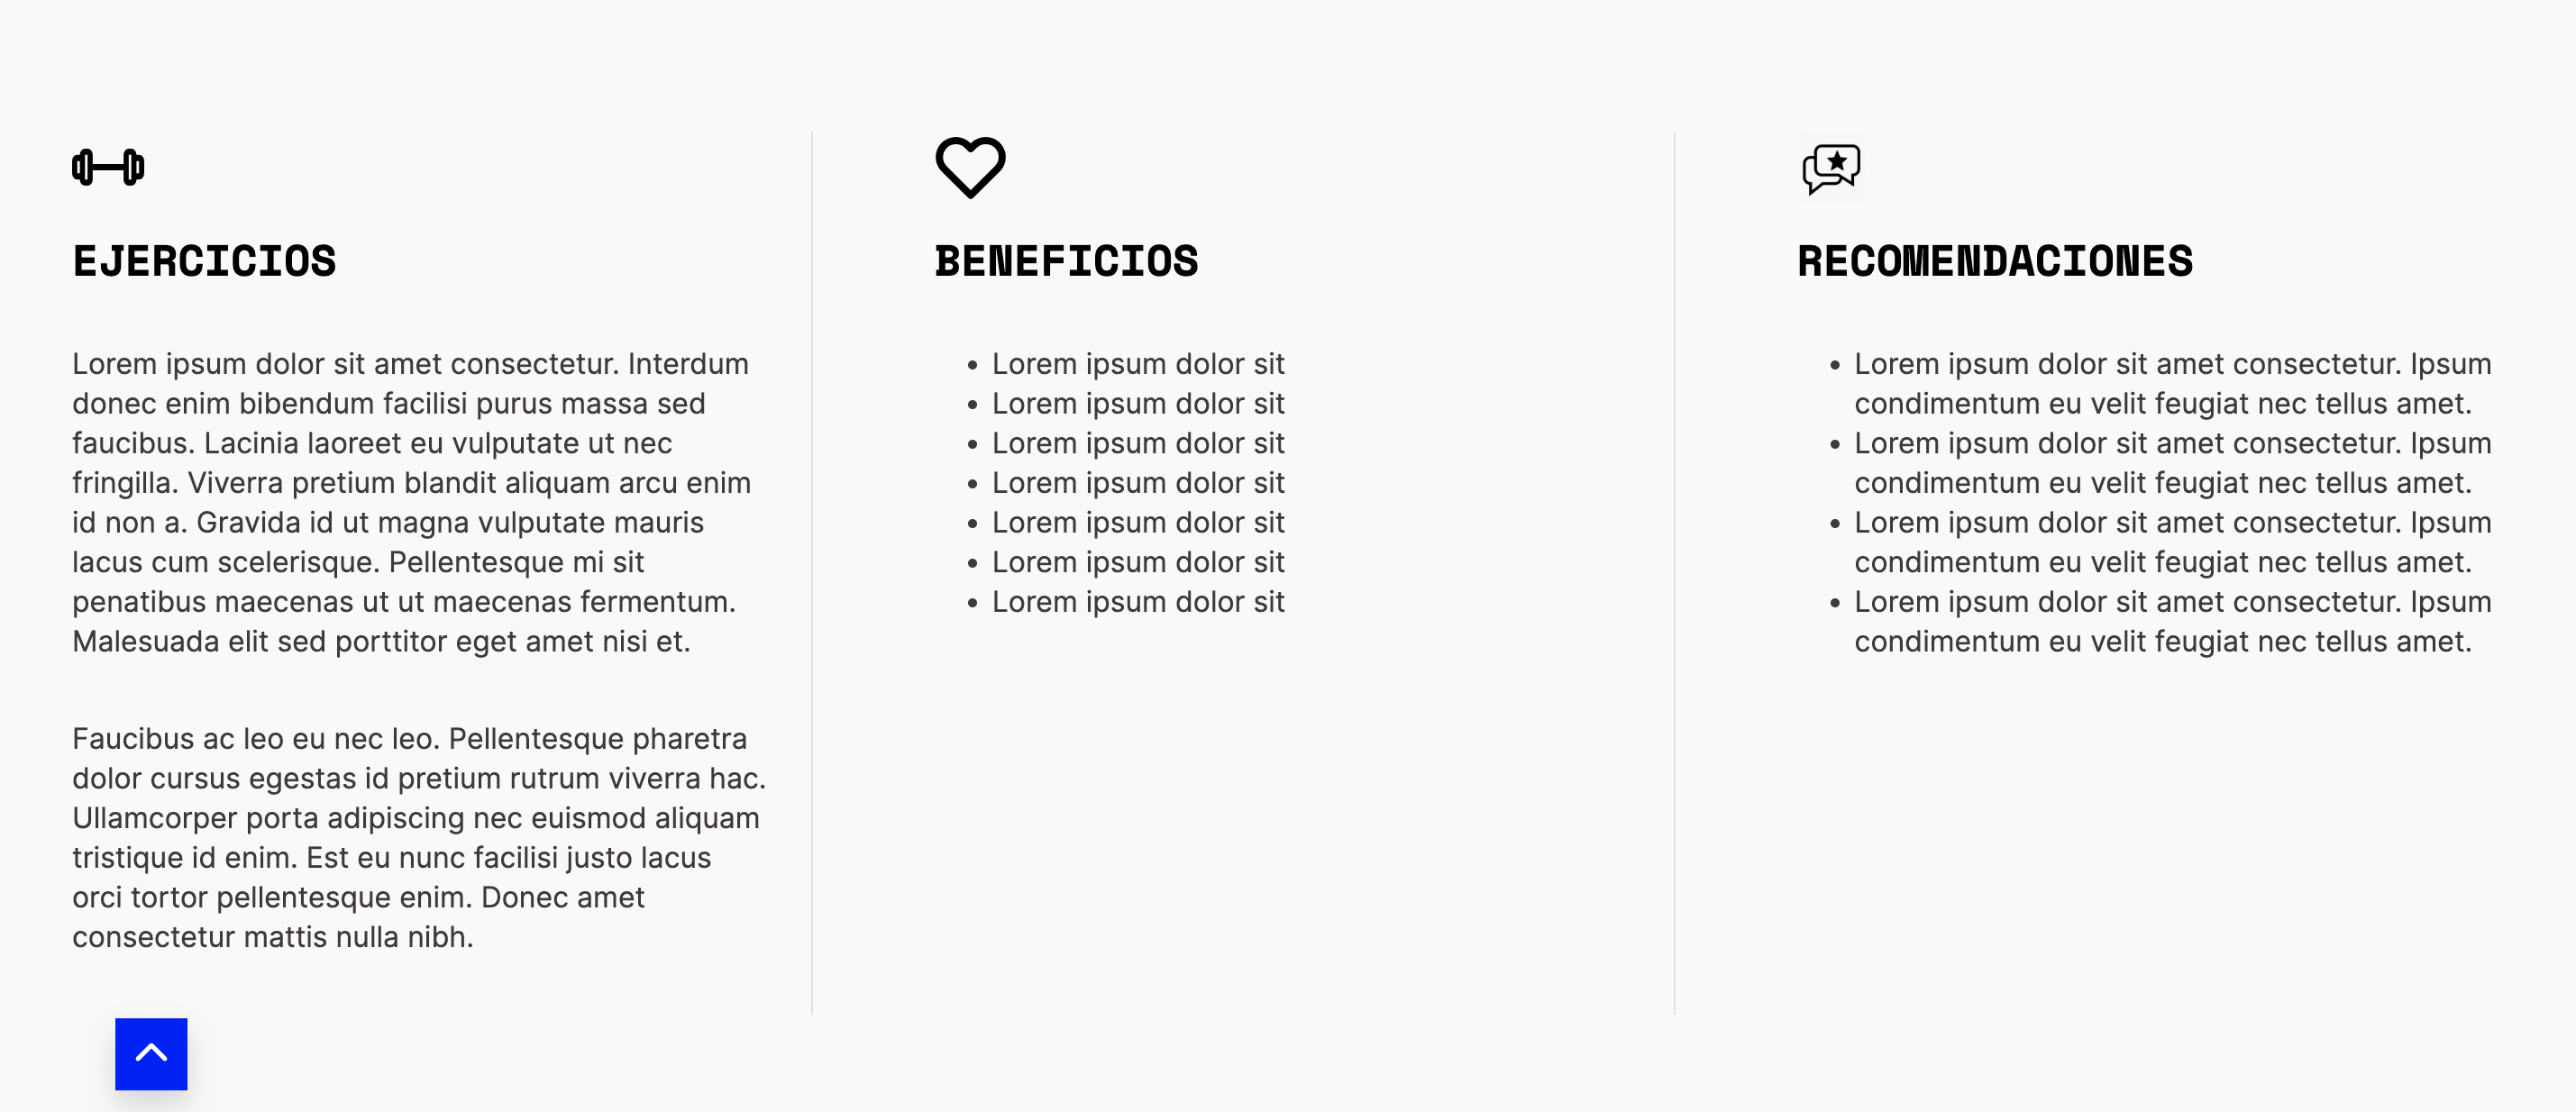 EJERCICIOS
Lorem ipsum dolor sit amet consectetur. Interdum
donec enim bibendum facilisi purus massa sed
faucibus. Lacinia laoreet eu vulputate ut nec
fringilla. Viverra pretium blandit aliquam arcu enim
id non a. Gravida id ut magna vulputate mauris
lacus cum scelerisque. Pellentesque mi sit
penatibus maecenas ut ut maecenas fermentum.
Malesuada elit sed porttitor eget amet nisi et.
Faucibus ac leo eu nec leo. Pellentesque pharetra
dolor cursus egestas id pretium rutrum viverra hac.
Ullamcorper porta adipiscing nec euismod aliquam
tristique id enim. Est eu nunc facilisi justo lacus
orci tortor pellentesque enim. Donec amet
consectetur mattis nulla nibh.
BENEFICIOS
• Lorem ipsum dolor sit
• Lorem ipsum dolor sit
• Lorem ipsum dolor sit
• Lorem ipsum dolor sit
• Lorem ipsum dolor sit
• Lorem ipsum dolor sit
• Lorem ipsum dolor sit
RECOMENDACIONES
• Lorem ipsum dolor sit amet consectetur. Ipsum
condimentum eu velit feugiat nec tellus amet.
• Lorem ipsum dolor sit amet consectetur. Ipsum
condimentum eu velit feugiat nec tellus amet.
• Lorem ipsum dolor sit amet consectetur. Ipsum
condimentum eu velit feugiat nec tellus amet.
• Lorem ipsum dolor sit amet consectetur. Ipsum
condimentum eu velit feugiat nec tellus amet.